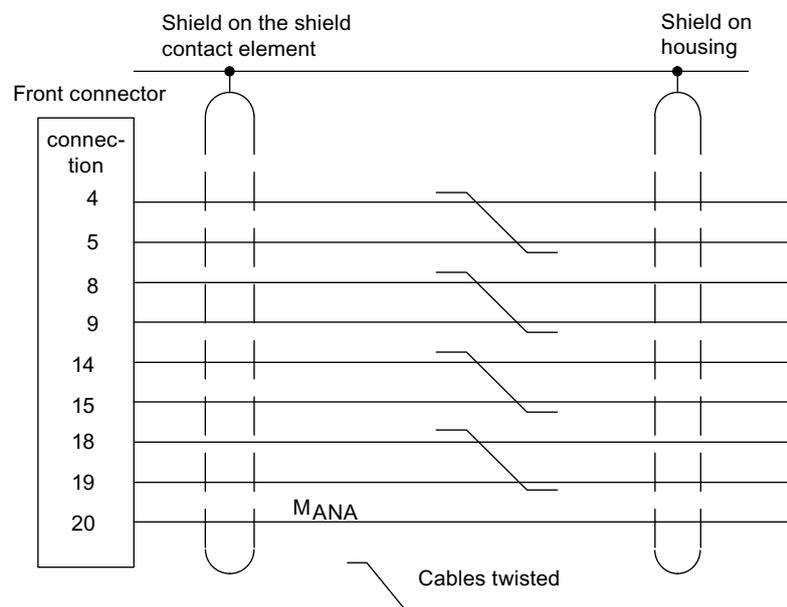 Shield on the shield
contact element
Shield on
housing
Front connector
connec-
tion
4
5
8
9
14
15
18
19
20
MANA
Cables twisted